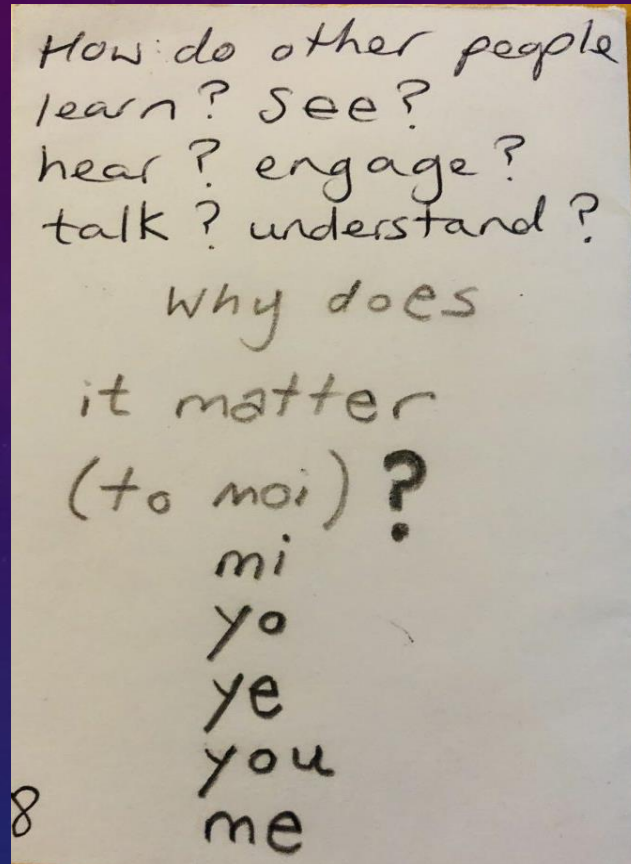 How do other people
learn? See?
hear? engage?
talk? understand?
why does
it matter
(to moi)?
mi
yo
ye
you
me
8